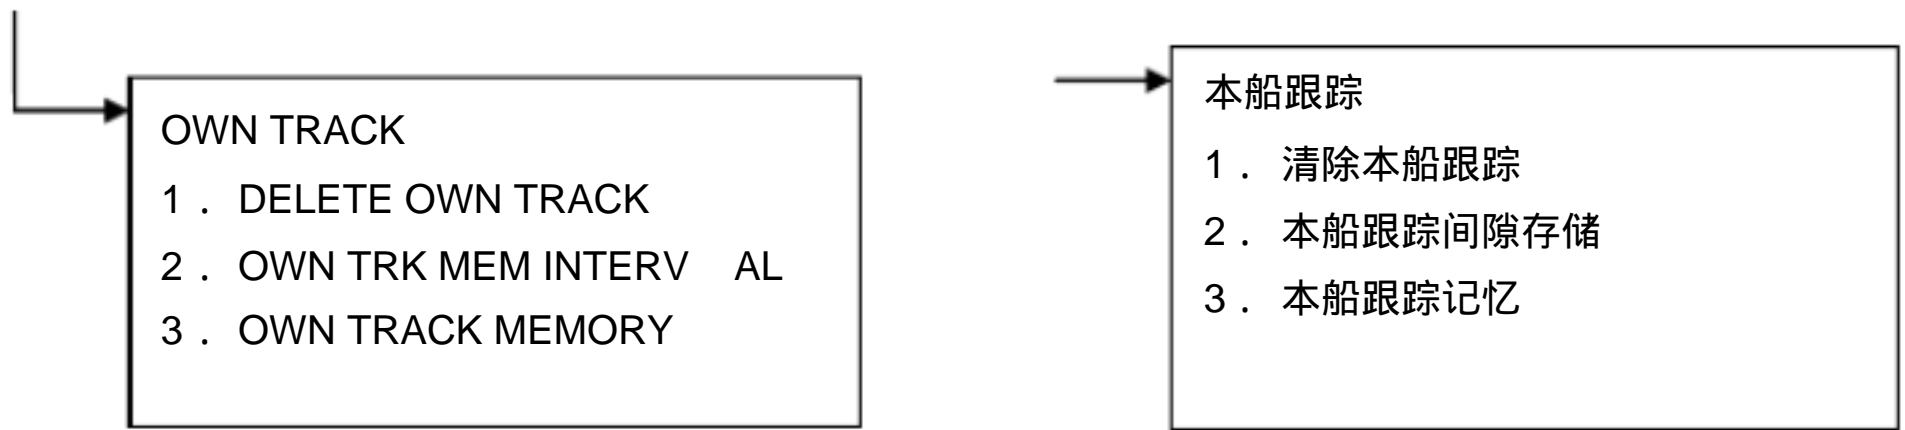 OWN TRACK
1． DELETE OWN TRACK
2． OWN TRK MEM INTERV AL
3． OWN TRACK MEMORY
本船跟踪
1． 清除本船跟踪
2． 本船跟踪间隙存储
3． 本船跟踪记忆